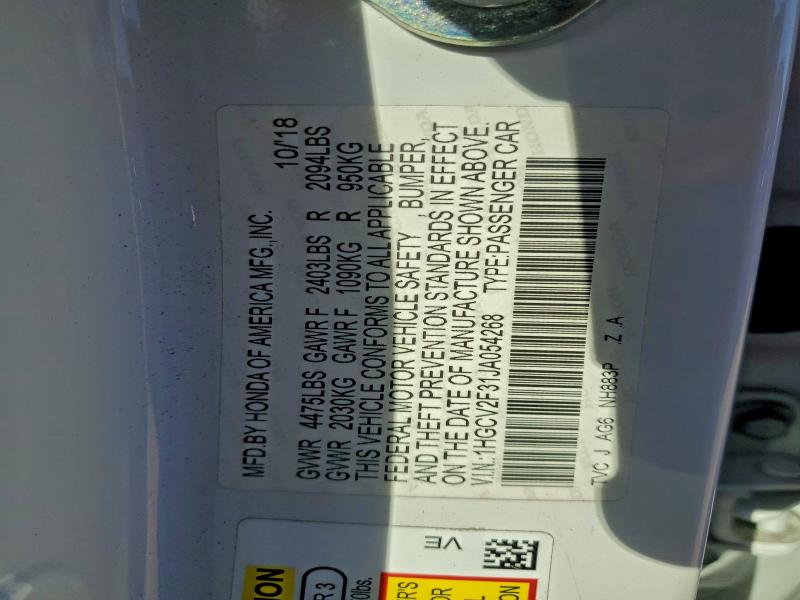 MFD.BY HONDA OF AMERICA MFG.,INC. 10/'18
GVWR 4475LBS GAWR F 2403LBS R 2094LBS
GVWR 2030KG GAWR F 1090KG R 950KG
THIS VEHICLE CONFORMS TO ALL APPLICABLE
FEDERAL MOTOR VEHICLE SAFETY , BUMPER,
AND THEFT PREVENTION STANDARDS IN EFFECT
ON THE DATE OF MANUFACTURE SHOWN ABOVE.
V.I.N.:1HGCV2F31JA054268 TYPE:PASSENGER CAR
TVC J AG6 NH883P .Z .A
VE